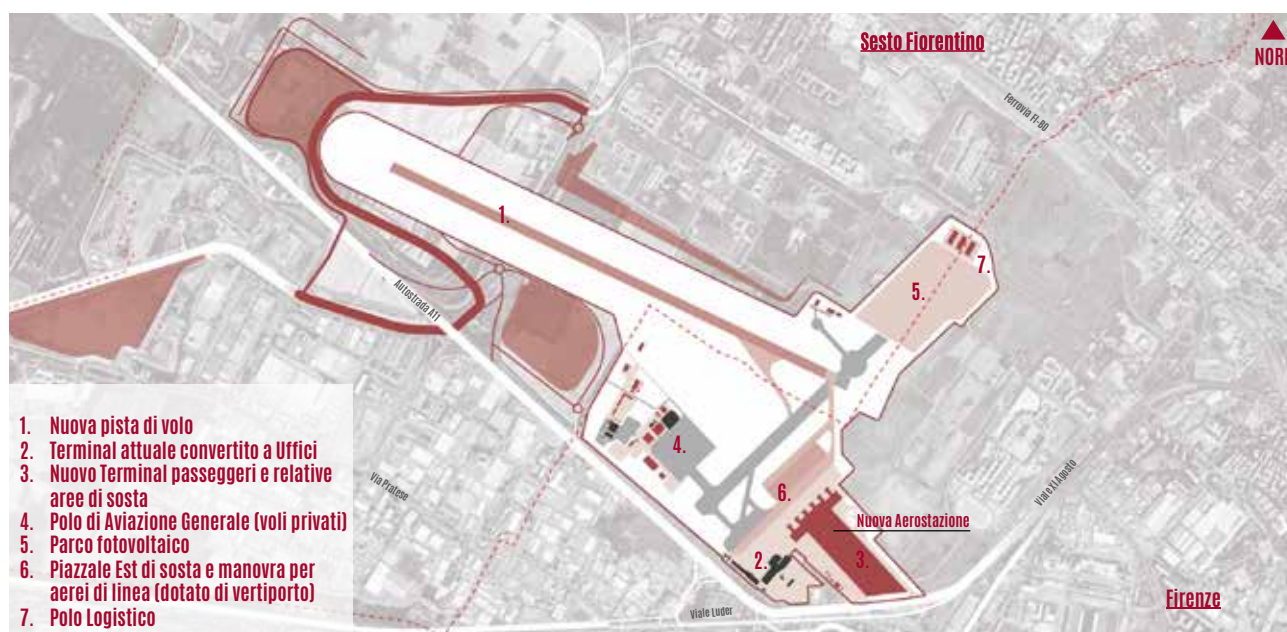 Sesto Fiorentino
NORD
Ferrovia FI-BO
1.
7.
5.
Autostrada A11
4.
Viale XI Agosto
Via Pratese
6.
Nuova Aerostazione
2.
3.
Viale Luder
Firenze
1. Nuova pista di volo
2. Terminal attuale convertito a Uffici
3. Nuovo Terminal passeggeri e relative
aree di sosta
4. Polo di Aviazione Generale (voli privati)
5. Parco fotovoltaico
6. Piazzale Est di sosta e manovra per
aerei di linea (dotato di vertiporto)
7. Polo Logistico